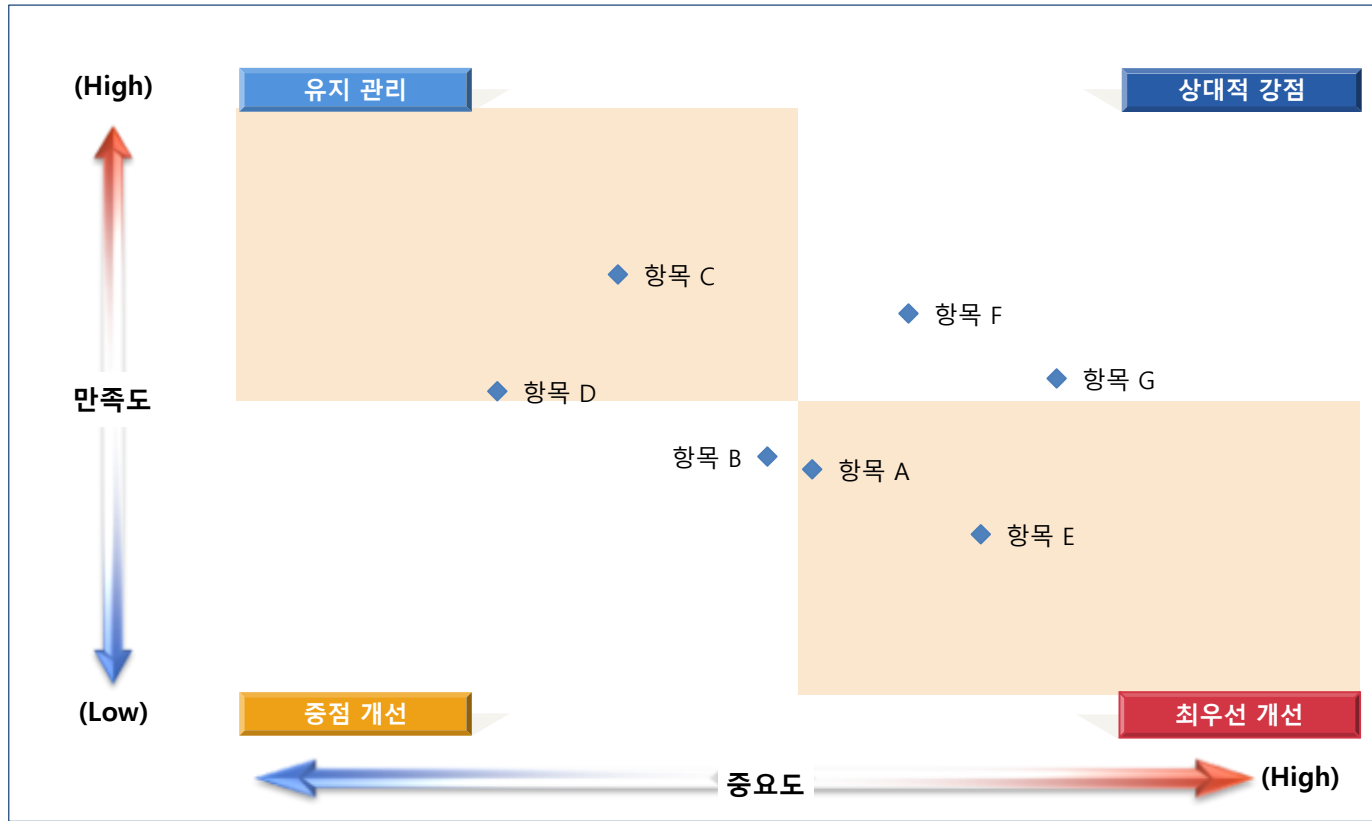 (High)
유지 관리
상대적 강점
항목 C
항목 F
항목 G
항목 D
만족도
항목 B
항목 A
항목 E
(Low)
중점 개선
최우선 개선
중요도
(High)